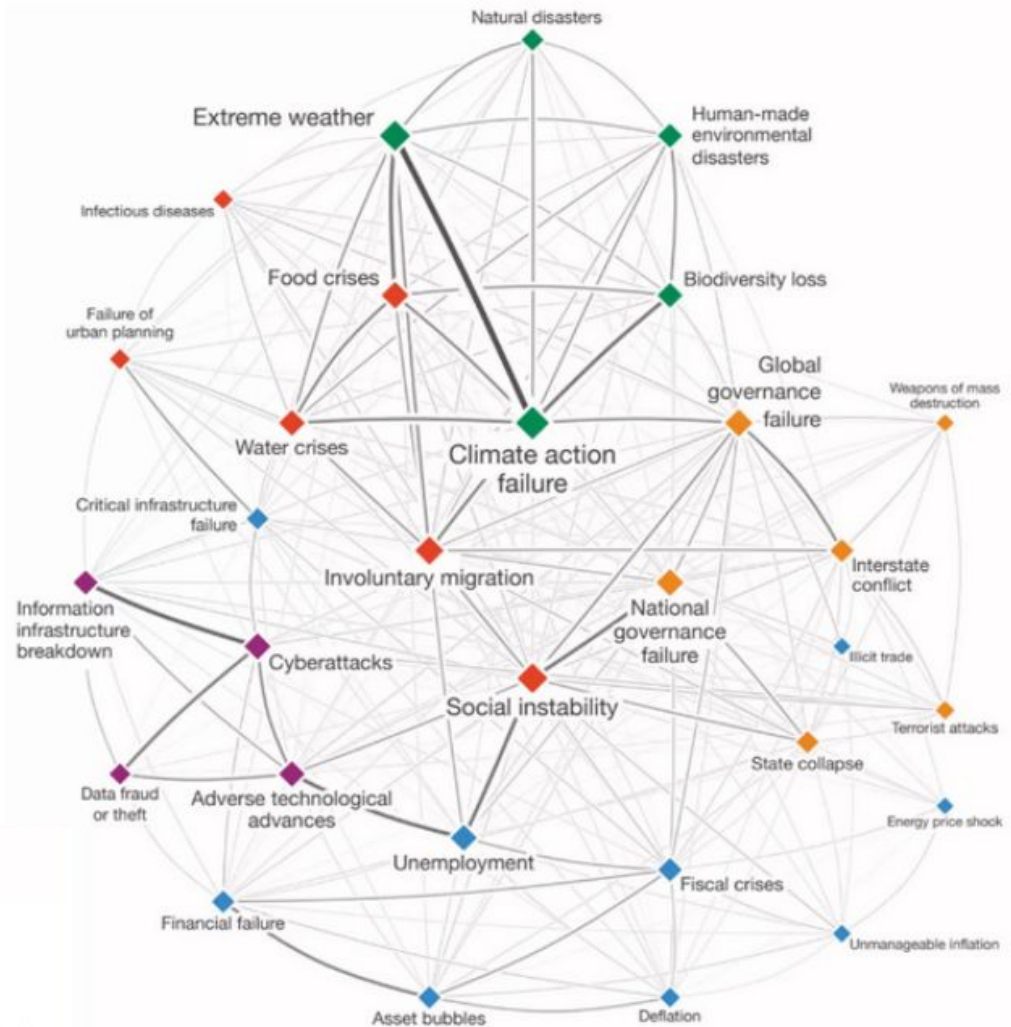 Natural disasters
Extreme weather
Human-made
environmental
disasters
Infectious diseases
Food crises
Biodiversity loss
Failure of
urban planning
Global
governance
failure
Weapons of mass
destruction
Water crises
Climate action
failure
Critical infrastructure
failure
Involuntary migration
Interstate
conflict
Information
infrastructure
breakdown
National
governance
failure
Cyberattacks
Illicit trade
Social instability
Terrorist attacks
State collapse
Data fraud
or theft
Adverse technological
advances
Energy price shock
Unemployment
Fiscal crises
Financial failure
Unmanageable inflation
Asset bubbles
Deflation